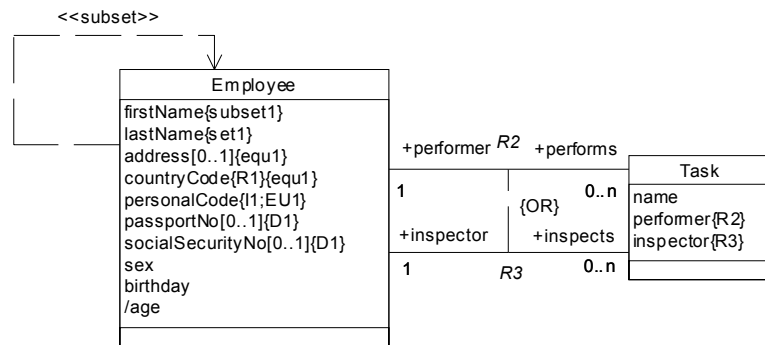 <<subset>>
Employee
firstName{subset1}
lastName{set1}
address[0..1]{equ1}
countryCode{R1}{equ1}
personalCode{I1;EU1}
passportNo[0..1]{D1}
socialSecurityNo[0..1]{D1}
sex
birthday
/age
+performer R2 +performs
1 0..n
{OR}
+inspector +inspects
1 R3 0..n
Task
name
performer{R2}
inspector{R3}